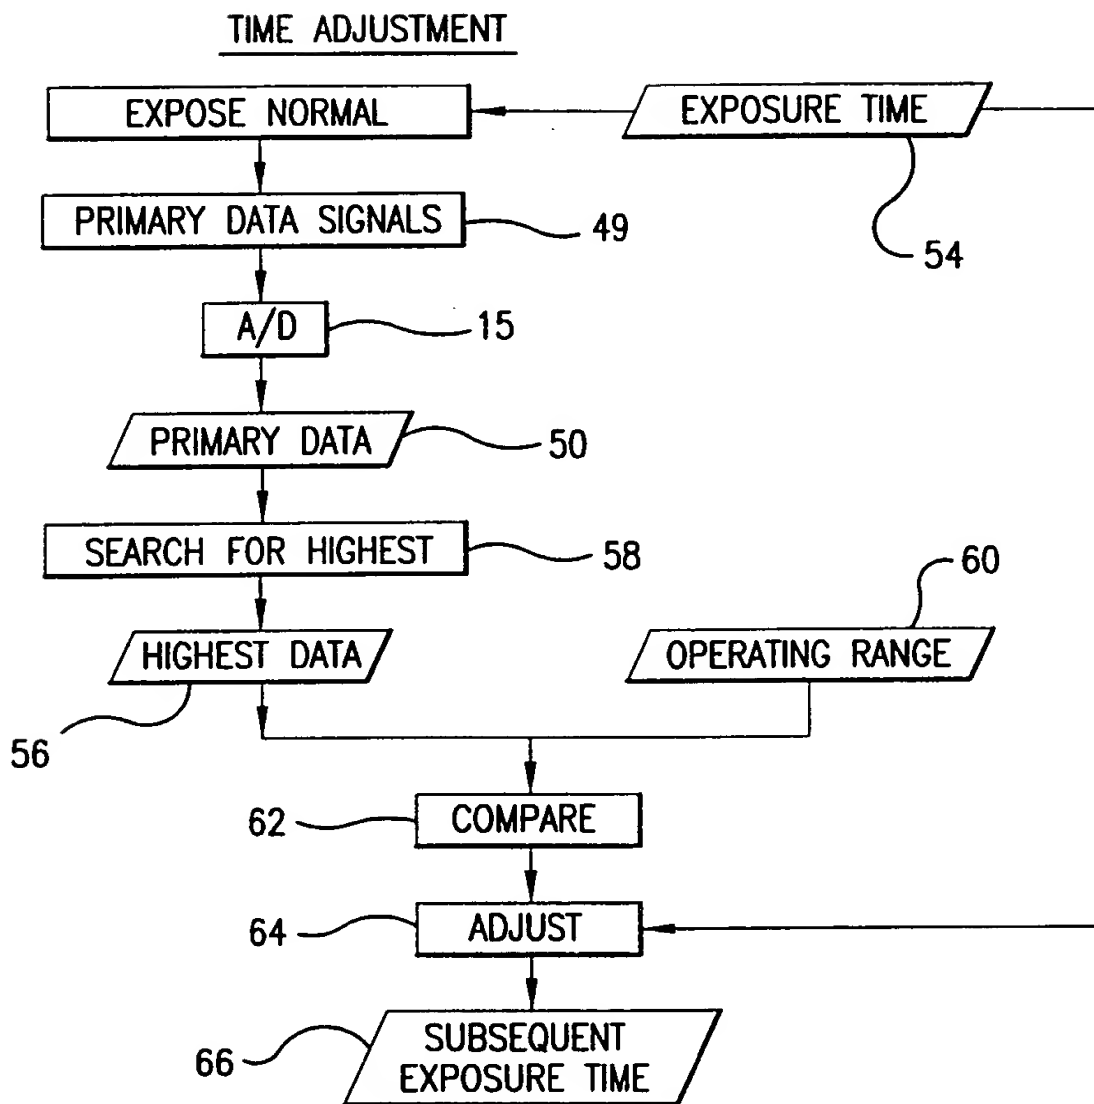 TIME ADJUSTMENT
EXPOSE NORMAL
EXPOSURE TIME
PRIMARY DATA SIGNALS
49
54
A/D
15
PRIMARY DATA
50
SEARCH FOR HIGHEST
58
60
HIGHEST DATA
OPERATING RANGE
56
62
COMPARE
64
ADJUST
66
SUBSEQUENT
EXPOSURE TIME